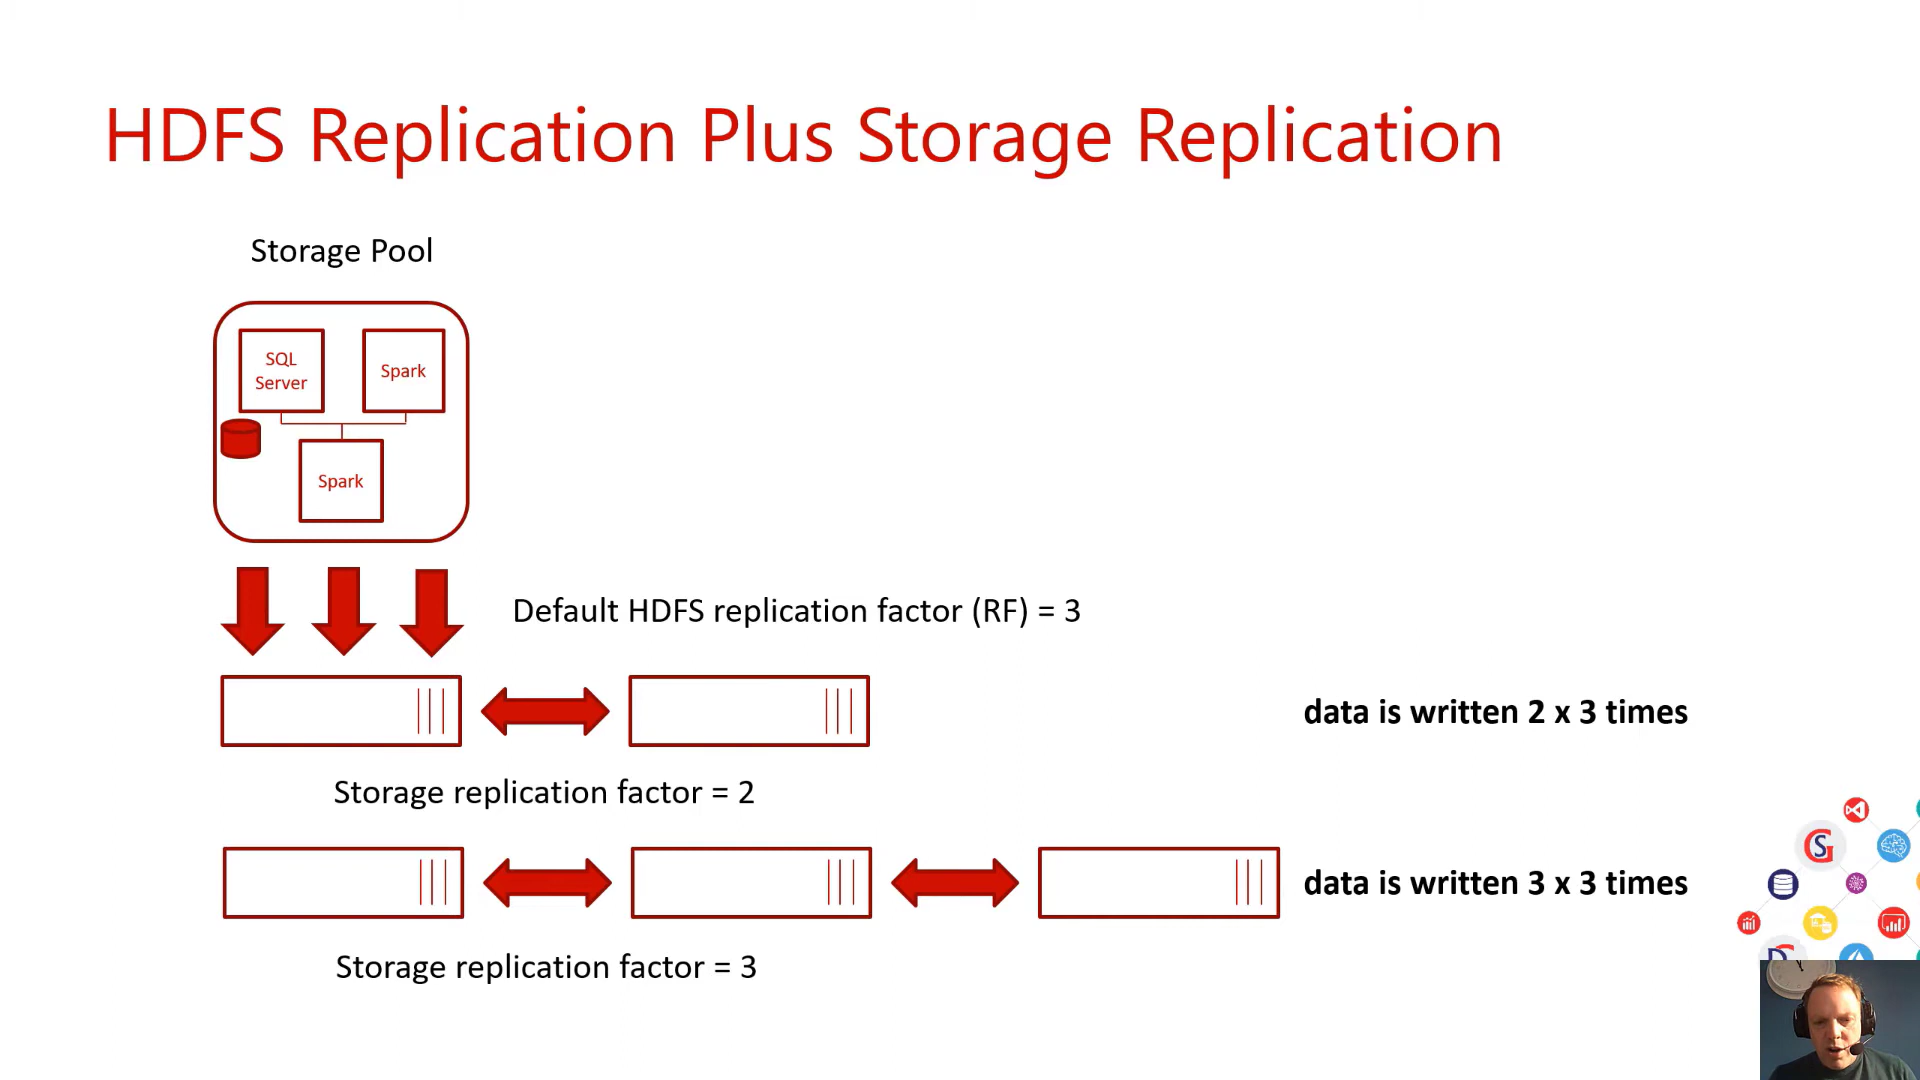 HDFS Replication Plus Storage Replication
Storage Pool
SQL
Server
Spark
Spark
Default HDFS replication factor (RF) = 3
data is written 2 x 3 times
Storage replication factor = 2
data is written 3 x 3 times
Storage replication factor = 3